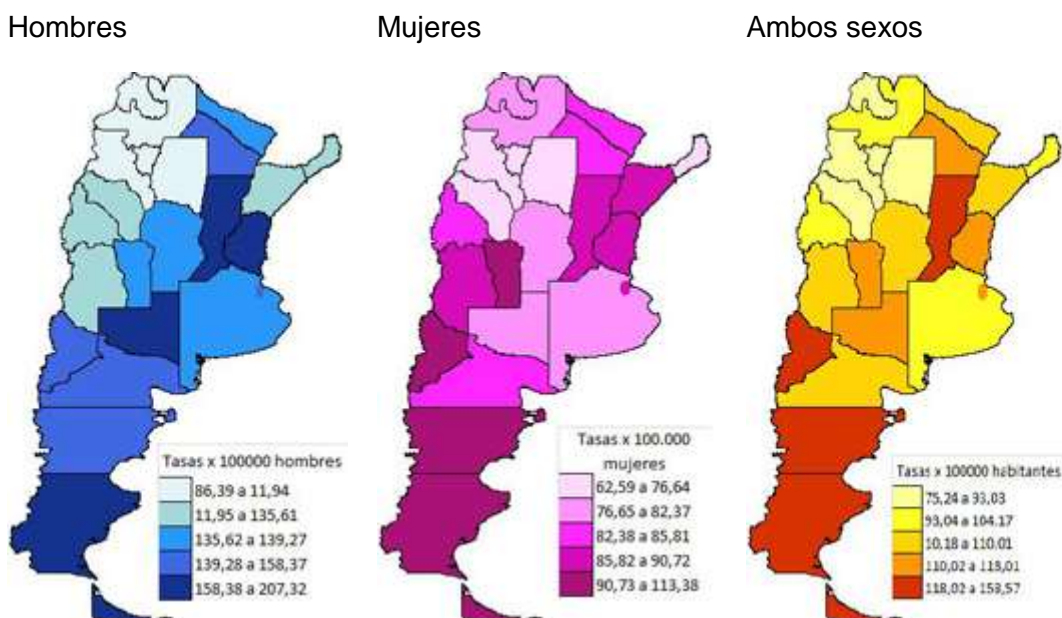 Hombres
Mujeres
Ambos sexos
Tasas x 100000 hombres
86,39 a 11,94
11,95 a 135,61
135,62 a 139,27
139,28 a 158,37
158,38 a 207,32
Tasas x 100.000
mujeres
62,59 a 76,64
76,65 a 82,37
82,38 a 85,81
85,82 a 90,72
90,73 a 113,38
Tasas x 100000 habitantes
75,24 a 93,03
93,04 a 104,17
10,18 a 110,01
110,02 a 118,01
118,02 a 153,57